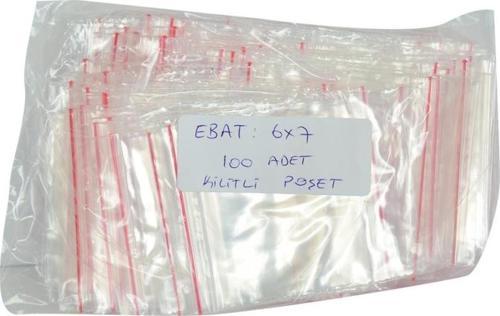 EBAT: 6x7
100 ADET
KİLİTLİ POŞET